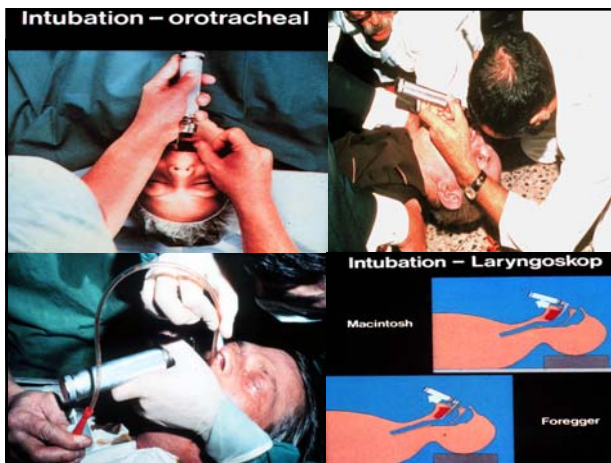 Intubation – orotracheal
Intubation – Laryngoskop
Macintosh
Foregger